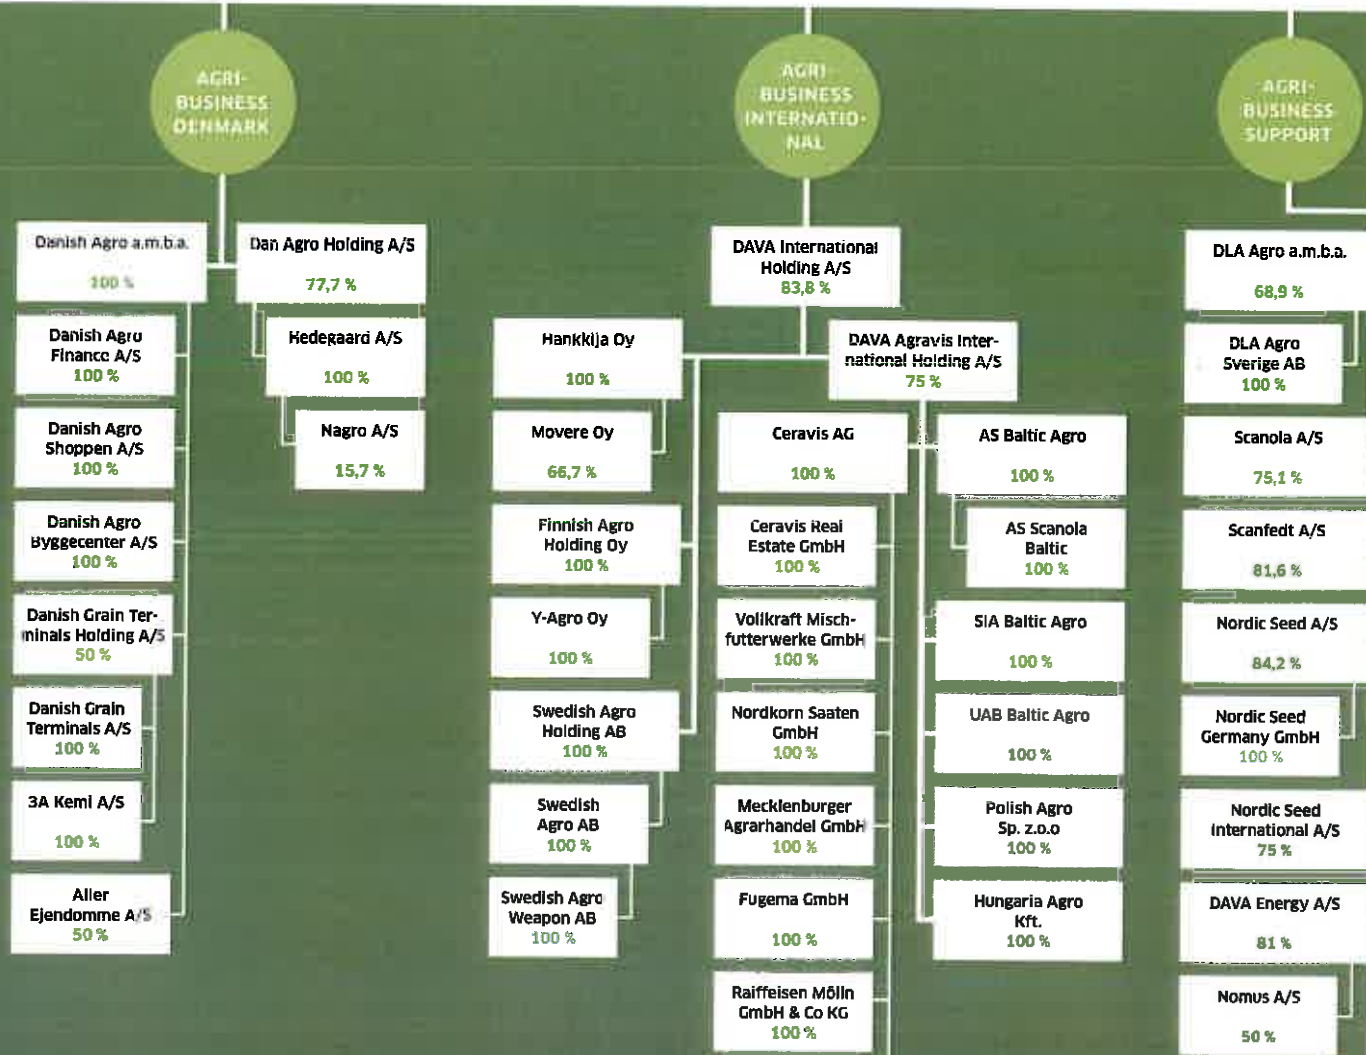 AGRI-
BUSINESS
DENMARK
Danish Agro a.m.b.a.
100 %
Dan Agro Holding A/S
77,7 %
Danish Agro
Finance A/S
100 %
Hedegaard A/S
100 %
Danish Agro
Shoppen A/S
100 %
Nagro A/S
15,7 %
Danish Agro
Byggecenter A/S
100 %
Danish Grain Ter-
minals Holding A/S
50 %
Danish Grain
Terminals A/S
100 %
3A Kemi A/S
100 %
Aller
Ejendomme A/S
50 %
AGRI
BUSINESS
INTERNATIO-
NAL
DAVA International
Holding A/S
83,8 %
Hankkija Oy
100 %
DAVA Agravis Inter-
national Holding A/S
75 %
Movere Oy
66,7 %
Finnish Agro
Holding Oy
100 %
Y-Agro Oy
100 %
Swedish Agro
Holding AB
100 %
Swedish
Agro AB
100 %
Swedish Agro
Weapon AB
100 %
Ceravis AG
100 %
Ceravis Real
Estate GmbH
100 %
Vollkraft Misch-
futterwerke GmbH
100 %
Nordkorn Saaten
GmbH
100 %
Mecklenburger
Agrarhandel GmbH
100 %
Fugema GmbH
100 %
Raiffeisen Mölln
GmbH & Co KG
100 %
AS Baltic Agro
100 %
AS Scanola
Baltic
100 %
SIA Baltic Agro
100 %
UAB Baltic Agro
100 %
Polish Agro
Sp. z.o.o
100 %
Hungaria Agro
Kft.
100 %
AGRI-
BUSINESS
SUPPORT
DLA Agro a.m.b.a.
68,9 %
DLA Agro
Sverige AB
100 %
Scanola A/S
75,1 %
Scanfedt A/S
81,6 %
Nordic Seed A/S
84,2 %
Nordic Seed
Germany GmbH
100 %
Nordic Seed
International A/S
75 %
DAVA Energy A/S
81 %
Nomus A/S
50 %